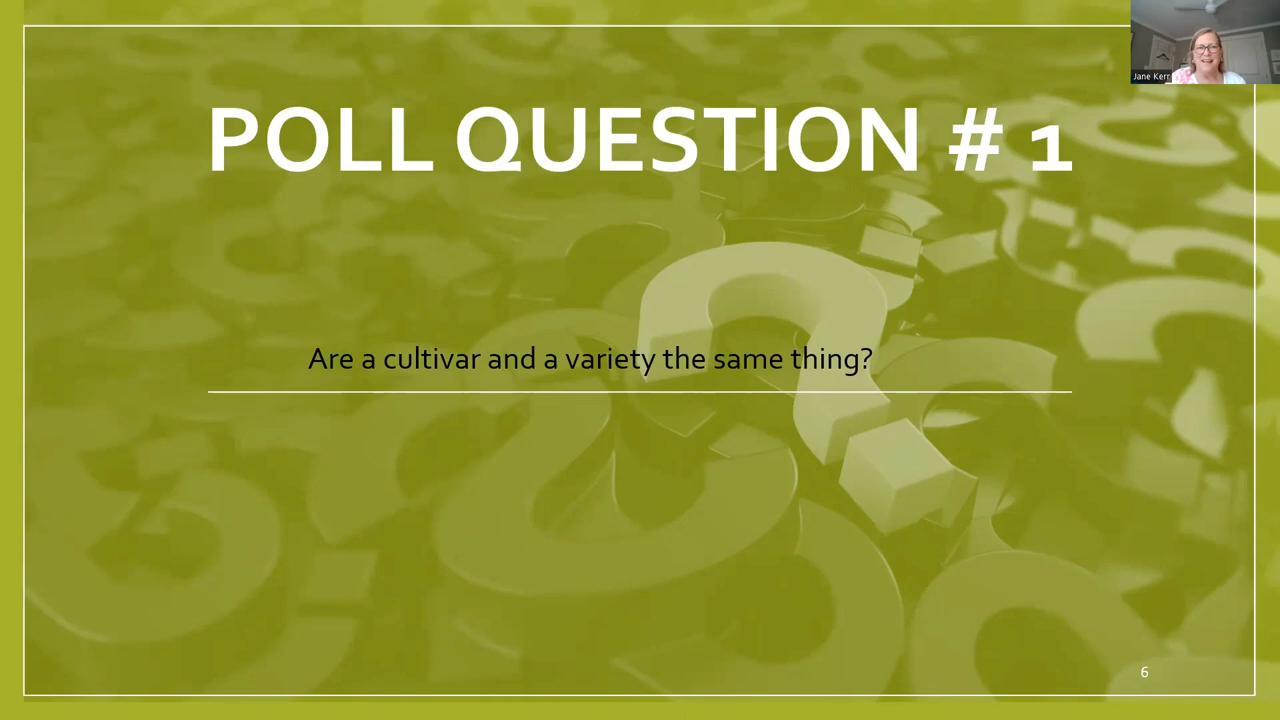 Jane Kerr
POLL QUESTION # 1
Are a cultivar and a variety the same thing?
6